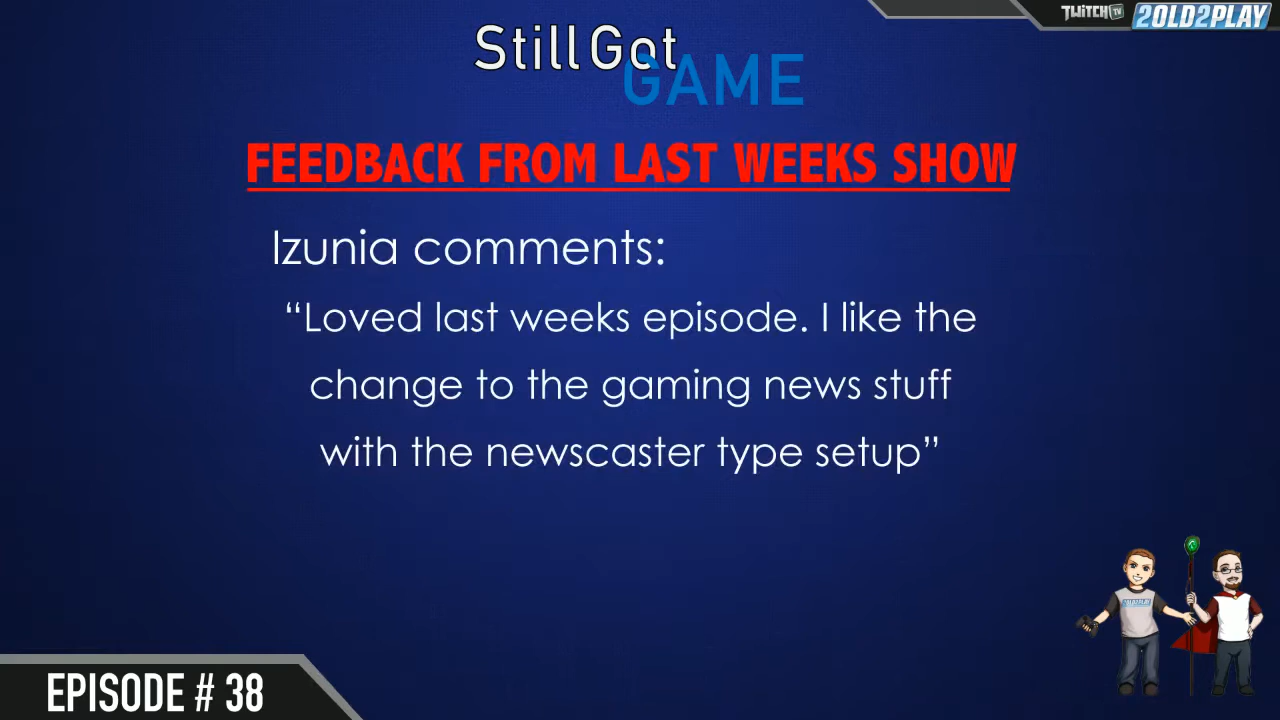 TWITCH TV 2OLD2PLAY
Still Got
GAME
FEEDBACK FROM LAST WEEKS SHOW
Izunia comments:
“Loved last weeks episode. I like the
change to the gaming news stuff
with the newscaster type setup”
2OLD2PLAY
EPISODE # 38